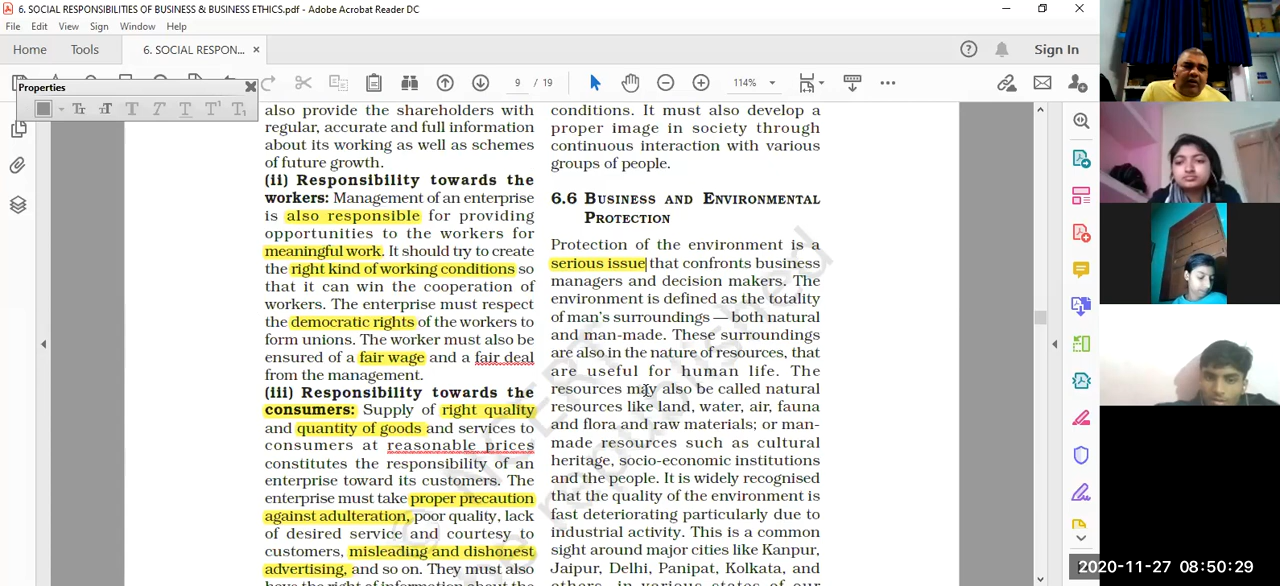 6. SOCIAL RESPONSIBILITIES OF BUSINESS & BUSINESS ETHICS.pdf - Adobe Acrobat Reader DC
File Edit View Sign Window Help
Home Tools 6. SOCIAL RESPON... × Sign In
Properties
9 / 19 114%
also provide the shareholders with
regular, accurate and full information
about its working as well as schemes
of future growth.
(ii) Responsibility towards the
workers: Management of an enterprise
is also responsible for providing
opportunities to the workers for
meaningful work. It should try to create
the right kind of working conditions so
that it can win the cooperation of
workers. The enterprise must respect
the democratic rights of the workers to
form unions. The worker must also be
ensured of a fair wage and a fair deal
from the management.
(iii) Responsibility towards the
consumers: Supply of right quality
and quantity of goods and services to
consumers at reasonable prices
constitutes the responsibility of an
enterprise toward its customers. The
enterprise must take proper precaution
against adulteration, poor quality, lack
of desired service and courtesy to
customers, misleading and dishonest
advertising, and so on. They must also
have the right of information about the
conditions. It must also develop a
proper image in society through
continuous interaction with various
groups of people.
6.6 BUSINESS AND ENVIRONMENTAL
PROTECTION
Protection of the environment is a
serious issue that confronts business
managers and decision makers. The
environment is defined as the totality
of man's surroundings — both natural
and man-made. These surroundings
are also in the nature of resources, that
are useful for human life. The
resources may also be called natural
resources like land, water, air, fauna
and flora and raw materials; or man-
made resources such as cultural
heritage, socio-economic institutions
and the people. It is widely recognised
that the quality of the environment is
fast deteriorating particularly due to
industrial activity. This is a common
sight around major cities like Kanpur,
Jaipur, Delhi, Panipat, Kolkata, and
others, in various states of our
2020-11-27 08:50:29